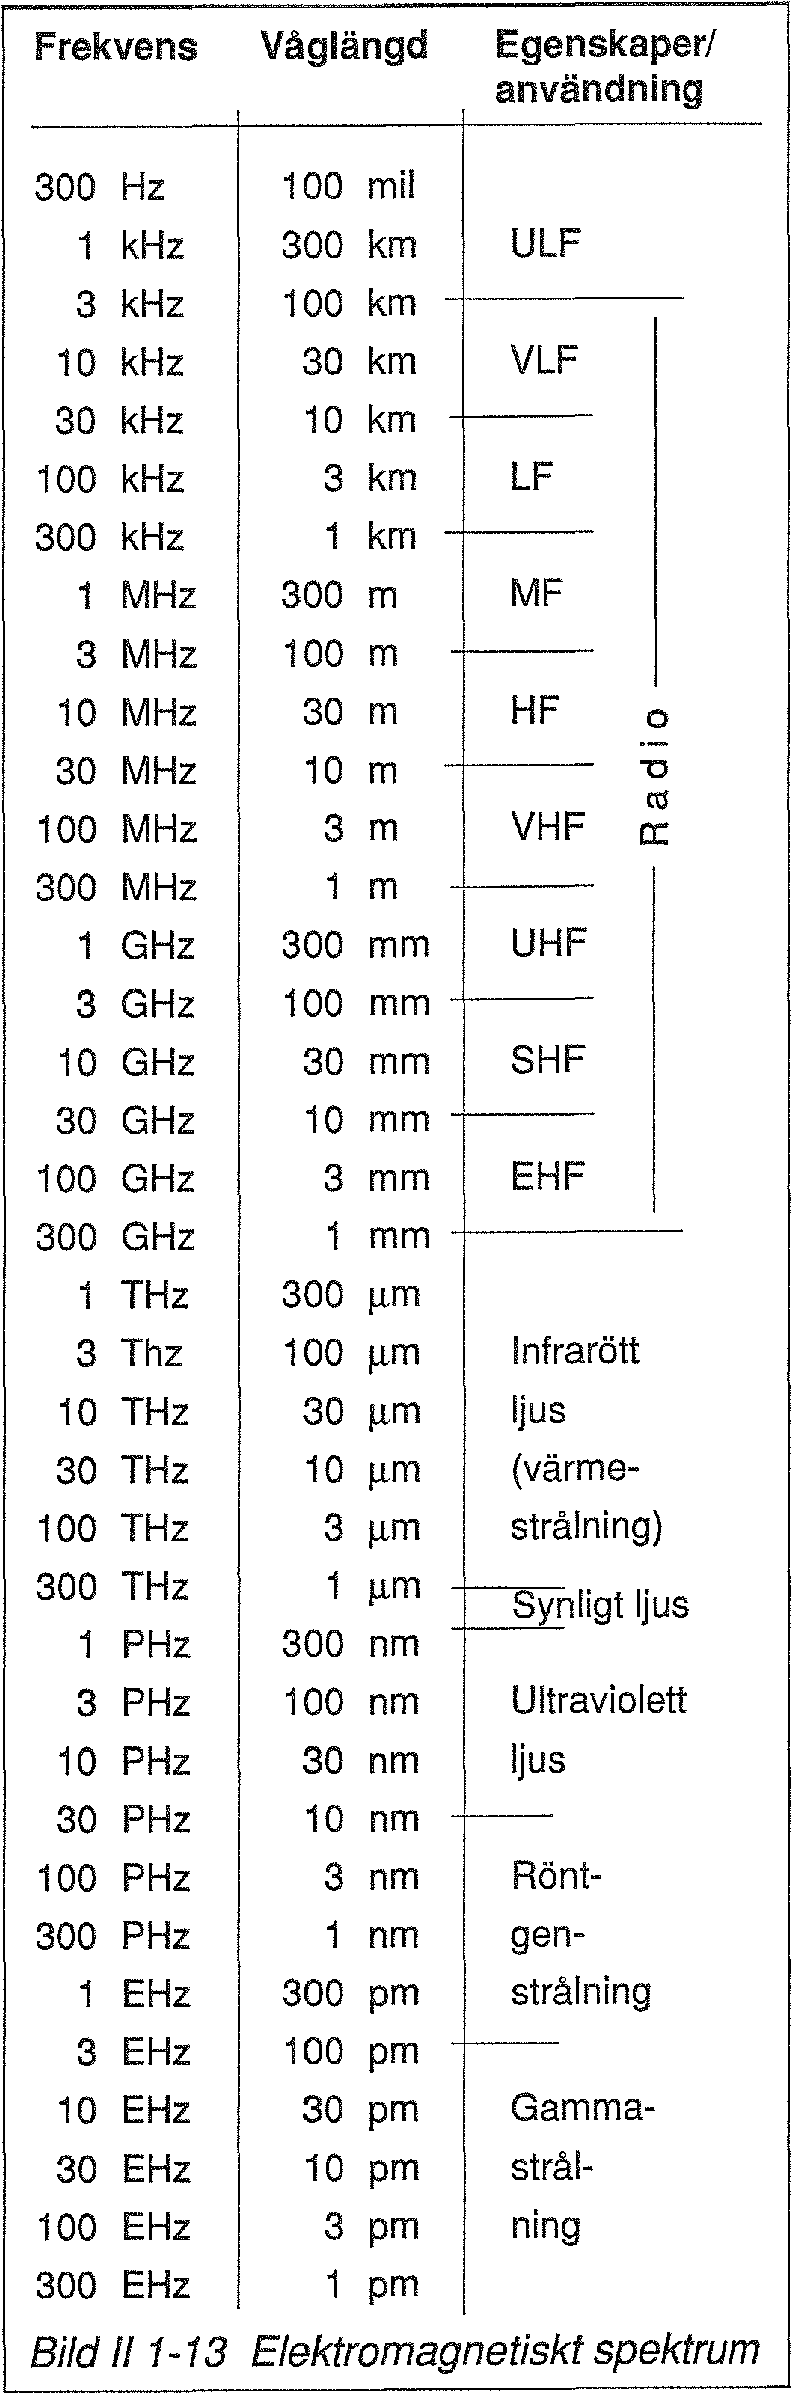 Frekvens Våglängd Egenskaper/
användning
300 Hz 100 mil
1 kHz 300 km ULF
3 kHz 100 km
10 kHz 30 km VLF
30 kHz 10 km
100 kHz 3 km LF
300 kHz 1 km
1 MHz 300 m MF
3 MHz 100 m
10 MHz 30 m HF
Radio
30 MHz 10 m
100 MHz 3 m VHF
300 MHz 1 m
1 GHz 300 mm UHF
3 GHz 100 mm
10 GHz 30 mm SHF
30 GHz 10 mm
100 GHz 3 mm EHF
300 GHz 1 mm
1 THz 300 µm
3 Thz 100 µm Infrarött
10 THz 30 µm ljus
30 THz 10 µm (värme-
100 THz 3 µm strålning)
300 THz 1 µm
Synligt ljus
1 PHz 300 nm
3 PHz 100 nm Ultraviolett
10 PHz 30 nm ljus
30 PHz 10 nm
100 PHz 3 nm Rönt-
300 PHz 1 nm gen-
1 EHz 300 pm strålning
3 EHz 100 pm
10 EHz 30 pm Gamma-
30 EHz 10 pm strål-
100 EHz 3 pm ning
300 EHz 1 pm
Bild II 1-13 Elektromagnetiskt spektrum